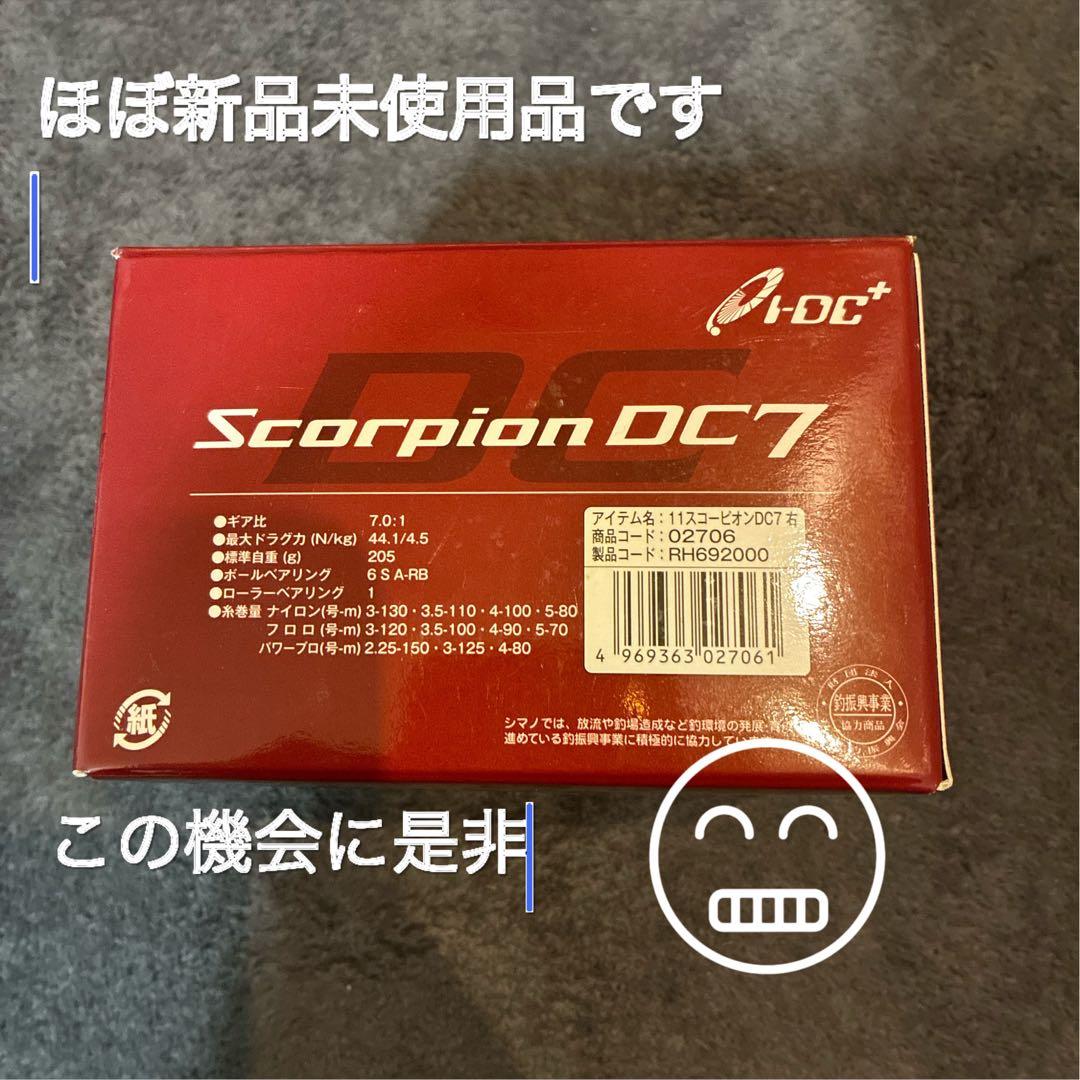 ほぼ新品未使用品です
I-DC+
DC
Scorpion DC7
●ギア比 7.0:1
●最大ドラグ力 (N/kg) 44.1/4.5
●標準自重 (g) 205
●ボールベアリング 6 S A-RB
●ローラーベアリング 1
●糸巻量 ナイロン(号-m) 3-130・3.5-110・4-100・5-80
フロロ(号-m) 3-120・3.5-100・4-90・5-70
パワープロ(号-m) 2.25-150・3-125・4-80
アイテム名:11スコーピオンDC7 右
商品コード:02706
製品コード:RH692000
4 969363 027061
紙
財団法人
釣振興事業
協力商品
シマノでは、放流や釣場造成など釣環境の発展・育
進めている釣振興事業に積極的に協力してい
この機会に是非